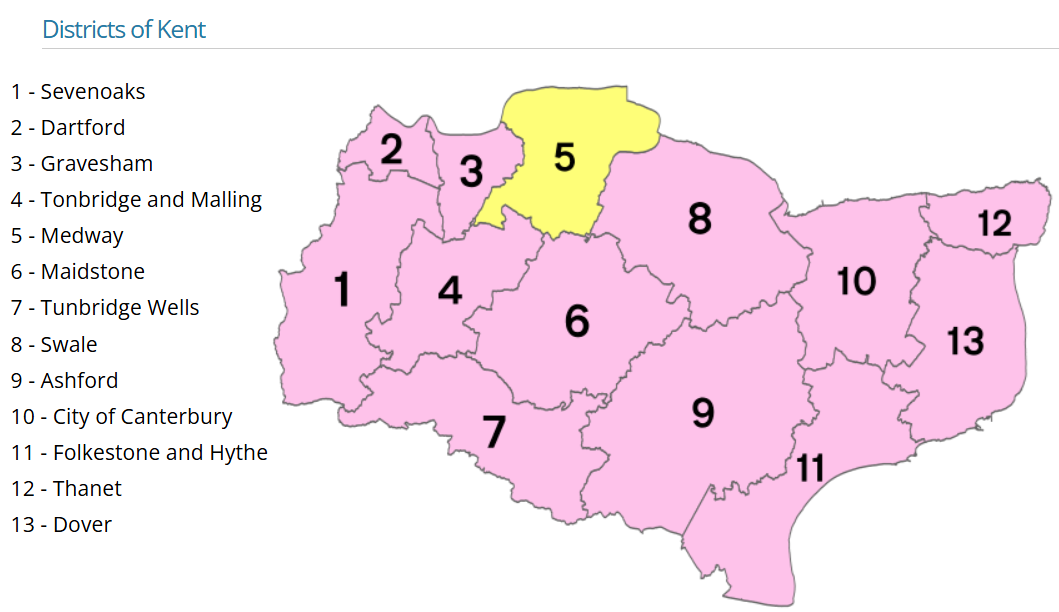 Districts of Kent
1 - Sevenoaks
2 - Dartford
3 - Gravesham
4 - Tonbridge and Malling
5 - Medway
6 - Maidstone
7 - Tunbridge Wells
8 - Swale
9 - Ashford
10 - City of Canterbury
11 - Folkestone and Hythe
12 - Thanet
13 - Dover
2
3
5
8
12
1
4
6
10
13
7
9
11